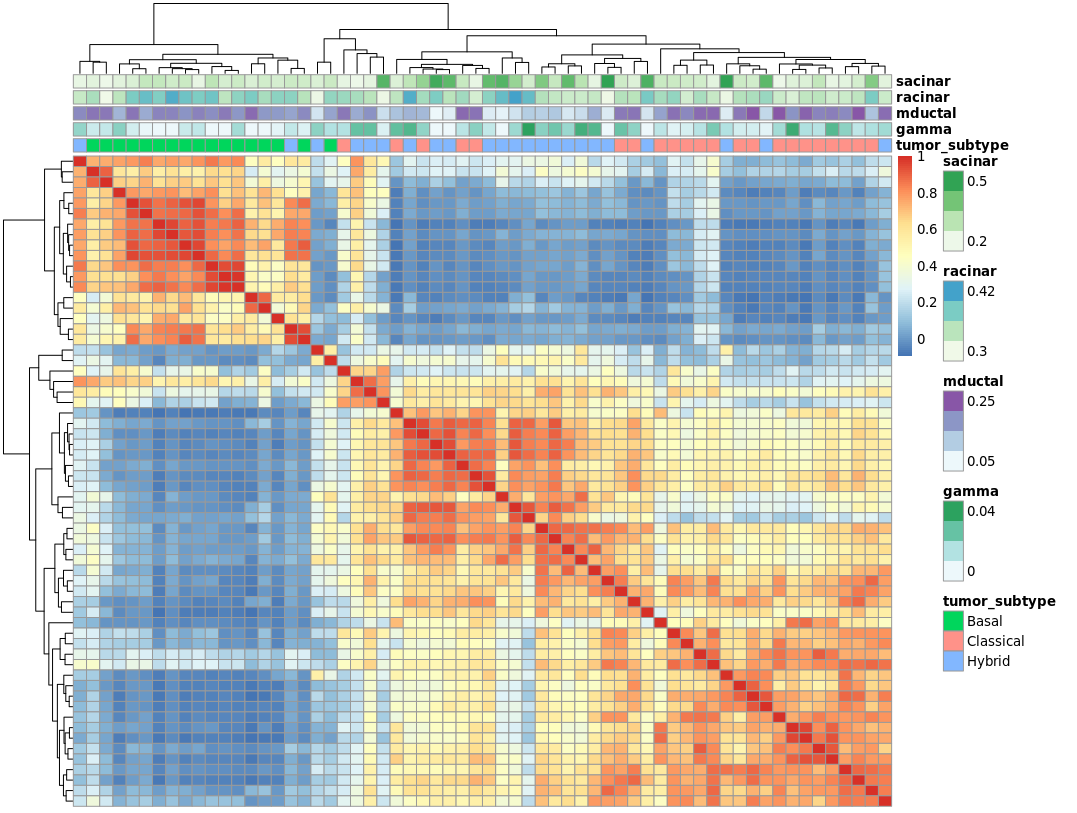 sacinar
racinar
mductal
gamma
tumor_subtype
1
0.8
0.6
0.4
0.2
0
sacinar
0.5
0.2
racinar
0.42
0.3
mductal
0.25
0.05
gamma
0.04
0
tumor_subtype
Basal
Classical
Hybrid